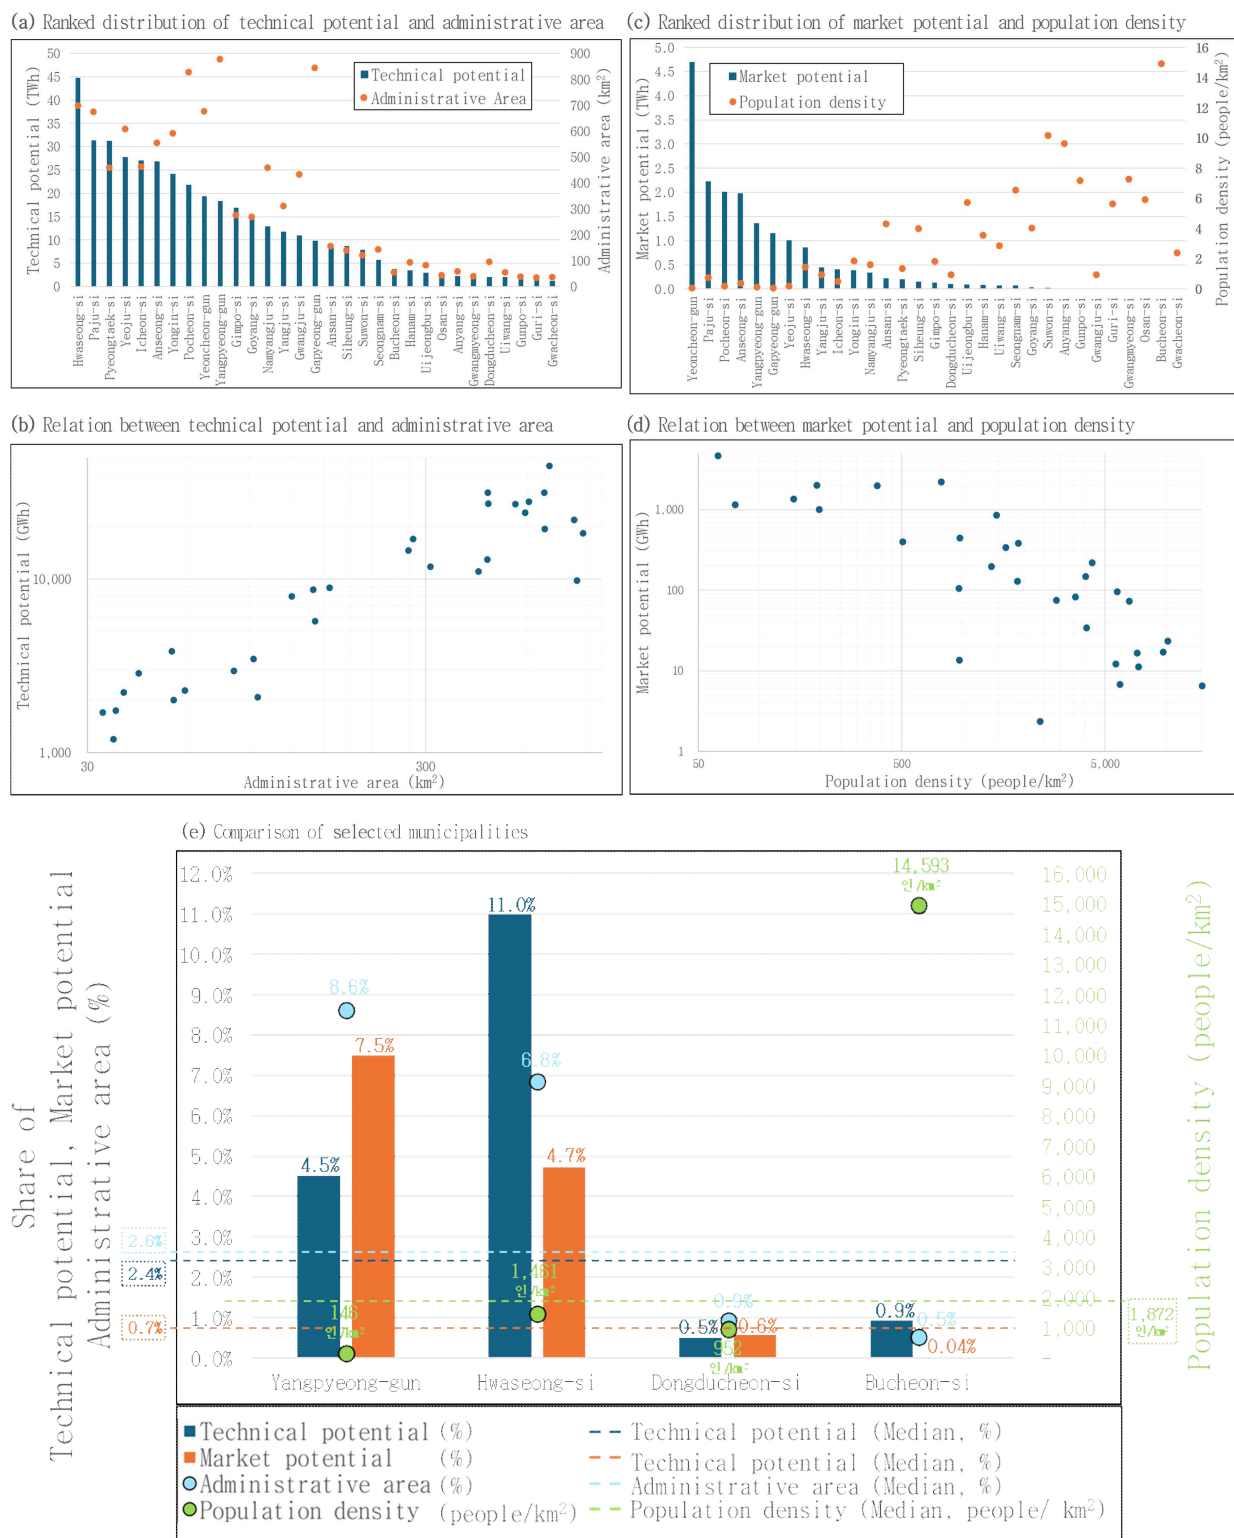 (a) Ranked distribution of technical potential and administrative area
Technical potential (TWh)
50
45
40
35
30
25
20
15
10
5
0
Technical potential
Administrative Area
900
800
700
600
500
400
300
200
100
0
Administrative area (km²)
Hwaseong-si
Paju-si
Pyeongtaek-si
Yeoju-si
Icheon-si
Anseong-si
Yongin-si
Pocheon-si
Yeoncheon-gun
Yangpyeong-gun
Gimpo-si
Goyang-si
Namyangju-si
Yangju-si
Gwangju-si
Gapyeong-gun
Ansan-si
Siheung-si
Suwon-si
Seongnam-si
Bucheon-si
Hanam-si
Uijeongbu-si
Osan-si
Anyang-si
Gwangmyeong-si
Dongducheon-si
Uiwang-si
Gunpo-si
Guri-si
Gwacheon-si
(c) Ranked distribution of market potential and population density
Market potential (TWh)
5.0
4.5
4.0
3.5
3.0
2.5
2.0
1.5
1.0
0.5
0.0
Market potential
Population density
16
15
14
12
11
10
8
7
6
4
3
2
0
Population density (people/km²)
Yeoncheon-gun
Paju-si
Pocheon-si
Anseong-si
Yangpyeong-gun
Gapyeong-gun
Yeoju-si
Hwaseong-si
Yangju-si
Icheon-si
Yongin-si
Namyangju-si
Ansan-si
Pyeongtaek-si
Siheung-si
Gimpo-si
Dongducheon-si
Uijeongbu-si
Hanam-si
Uiwang-si
Seongnam-si
Goyang-si
Suwon-si
Anyang-si
Gunpo-si
Gwangju-si
Guri-si
Gwangmyeong-si
Osan-si
Bucheon-si
Gwacheon-si
(b) Relation between technical potential and administrative area
Technical potential (GWh)
10,000
1,000
30
300
Administrative area (km²)
(d) Relation between market potential and population density
Market potential (GWh)
1,000
100
10
1
50
500
5,000
Population density (people/km²)
(e) Comparison of selected municipalities
Share of
Technical potential, Market potential
Administrative area (%)
12.0%
11.0%
10.0%
9.0%
8.0%
7.0%
6.0%
5.0%
4.0%
3.0%
2.0%
1.0%
0.0%
2.6%
2.4%
0.7%
4.5%
7.5%
8.6%
146
인/km²
11.0%
4.7%
6.8%
1,461
인/km²
0.5%
0.6%
0.9%
952
인/km²
0.9%
0.04%
0.5%
14,593
인/km²
16,000
15,000
14,000
13,000
12,000
11,000
10,000
9,000
8,000
7,000
6,000
5,000
4,000
3,000
2,000
1,000
-
1,872
인/km²
Population density (people/km²)
Yangpyeong-gun
Hwaseong-si
Dongducheon-si
Bucheon-si
Technical potential (%)
Market potential (%)
Administrative area (%)
Population density (people/km²)
Technical potential (Median, %)
Technical potential (Median, %)
Administrative area (Median, %)
Population density (Median, people/ km²)